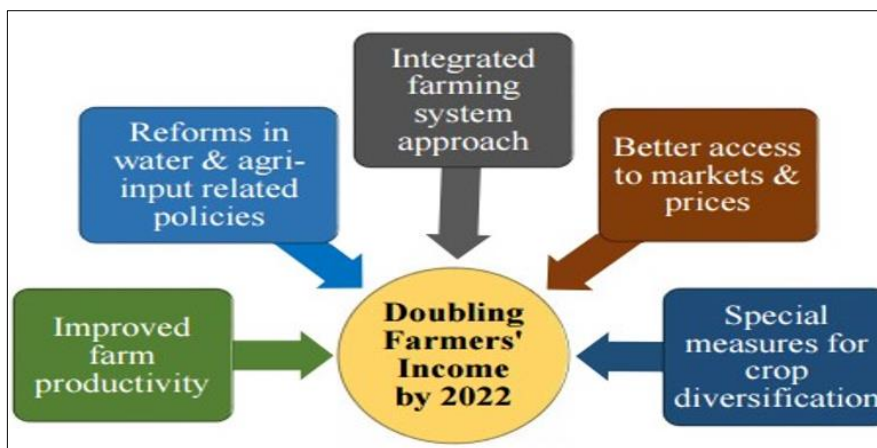 Integrated
farming
system
approach
Reforms in
water & agri-
input related
policies
Better access
to markets &
prices
Improved
farm
productivity
Doubling
Farmers'
Income
by 2022
Special
measures for
crop
diversification